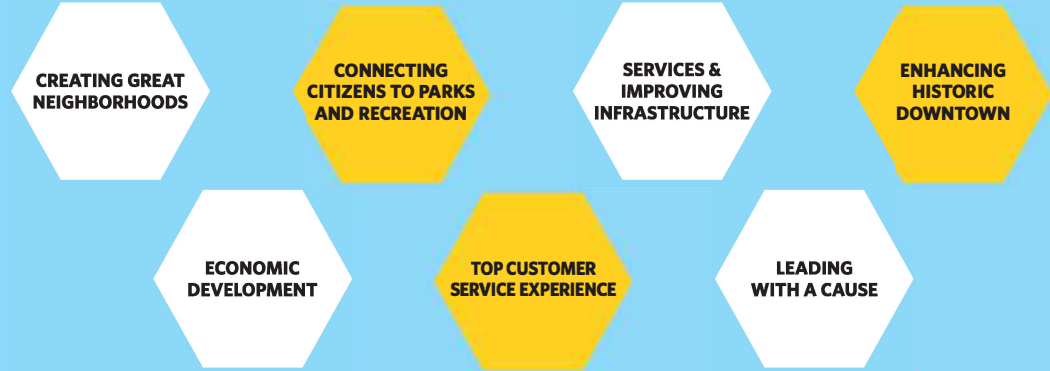 CREATING GREAT
NEIGHBORHOODS
CONNECTING
CITIZENS TO PARKS
AND RECREATION
SERVICES &
IMPROVING
INFRASTRUCTURE
ENHANCING
HISTORIC
DOWNTOWN
ECONOMIC
DEVELOPMENT
TOP CUSTOMER
SERVICE EXPERIENCE
LEADING
WITH A CAUSE